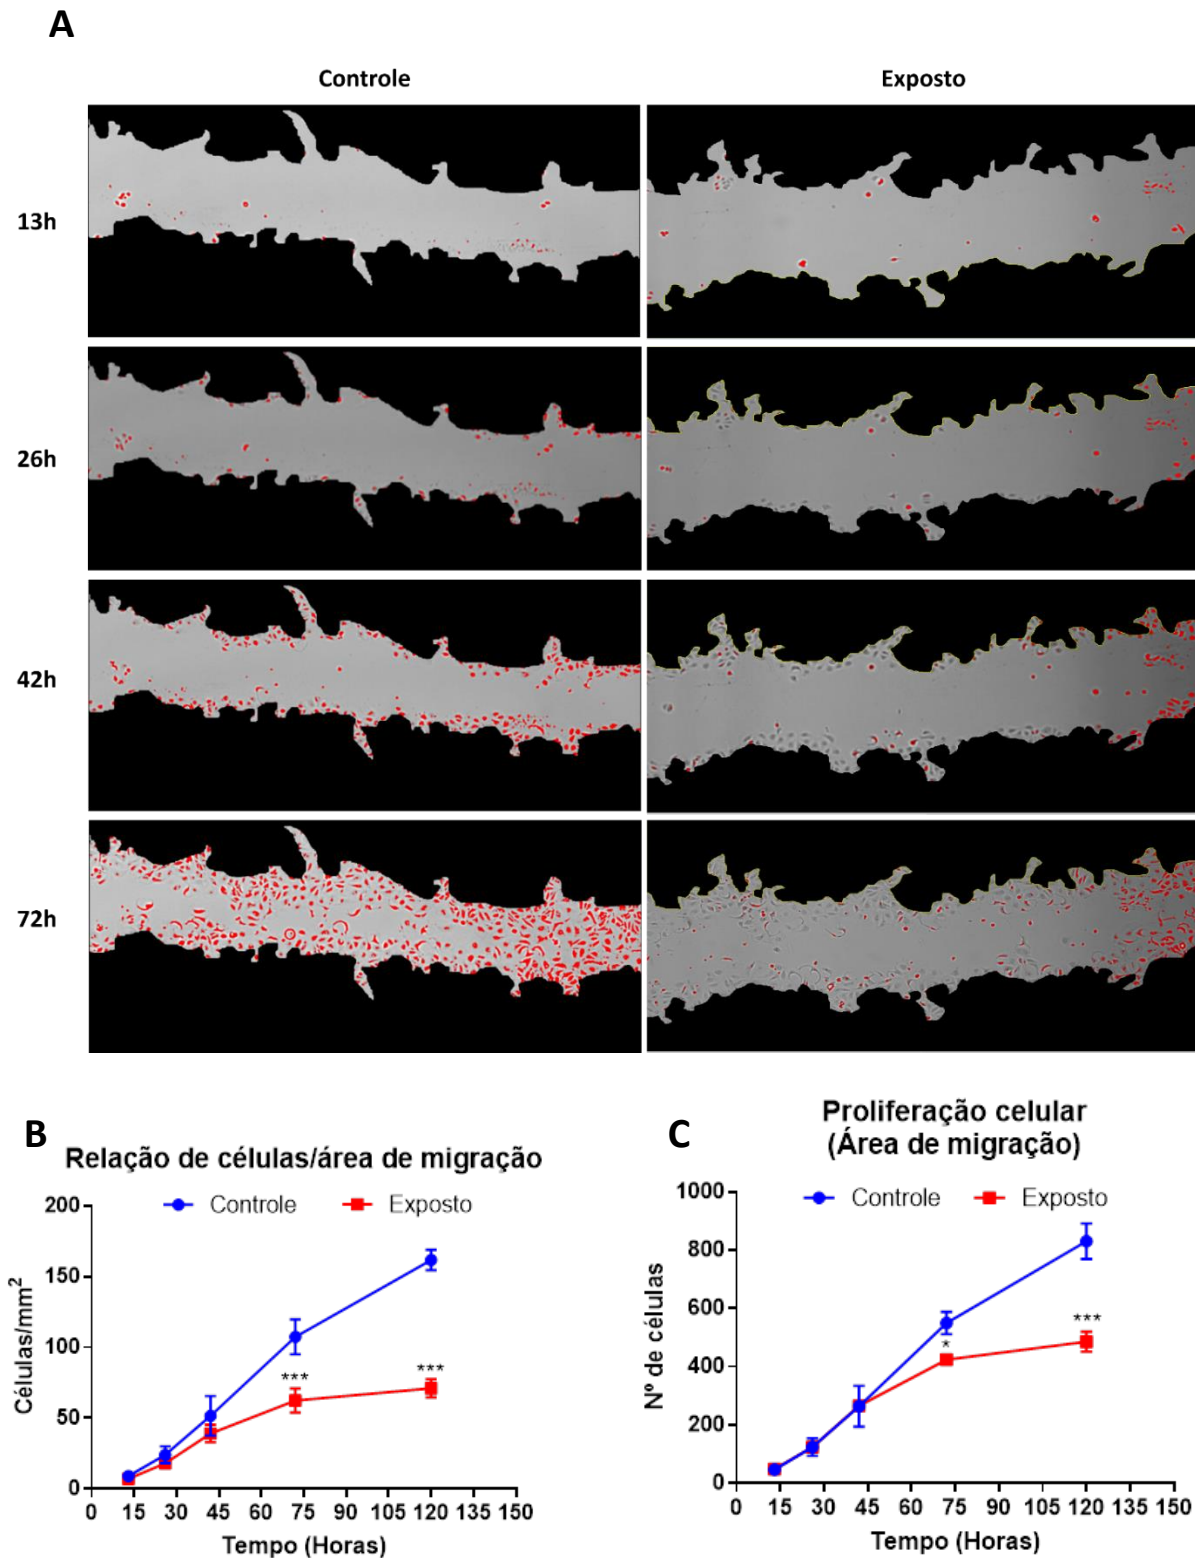 A
Controle
Exposto
13h
26h
42h
72h
B
Relação de células/área de migração
Controle
Exposto
200
150
100
50
0
Células/mm²
***
***
0 15 30 45 60 75 90 105 120 135 150
Tempo (Horas)
C
Proliferação celular
(Área de migração)
Controle
Exposto
1000
800
600
400
200
0
Nº de células
*
***
0 15 30 45 60 75 90 105 120 135 150
Tempo (Horas)